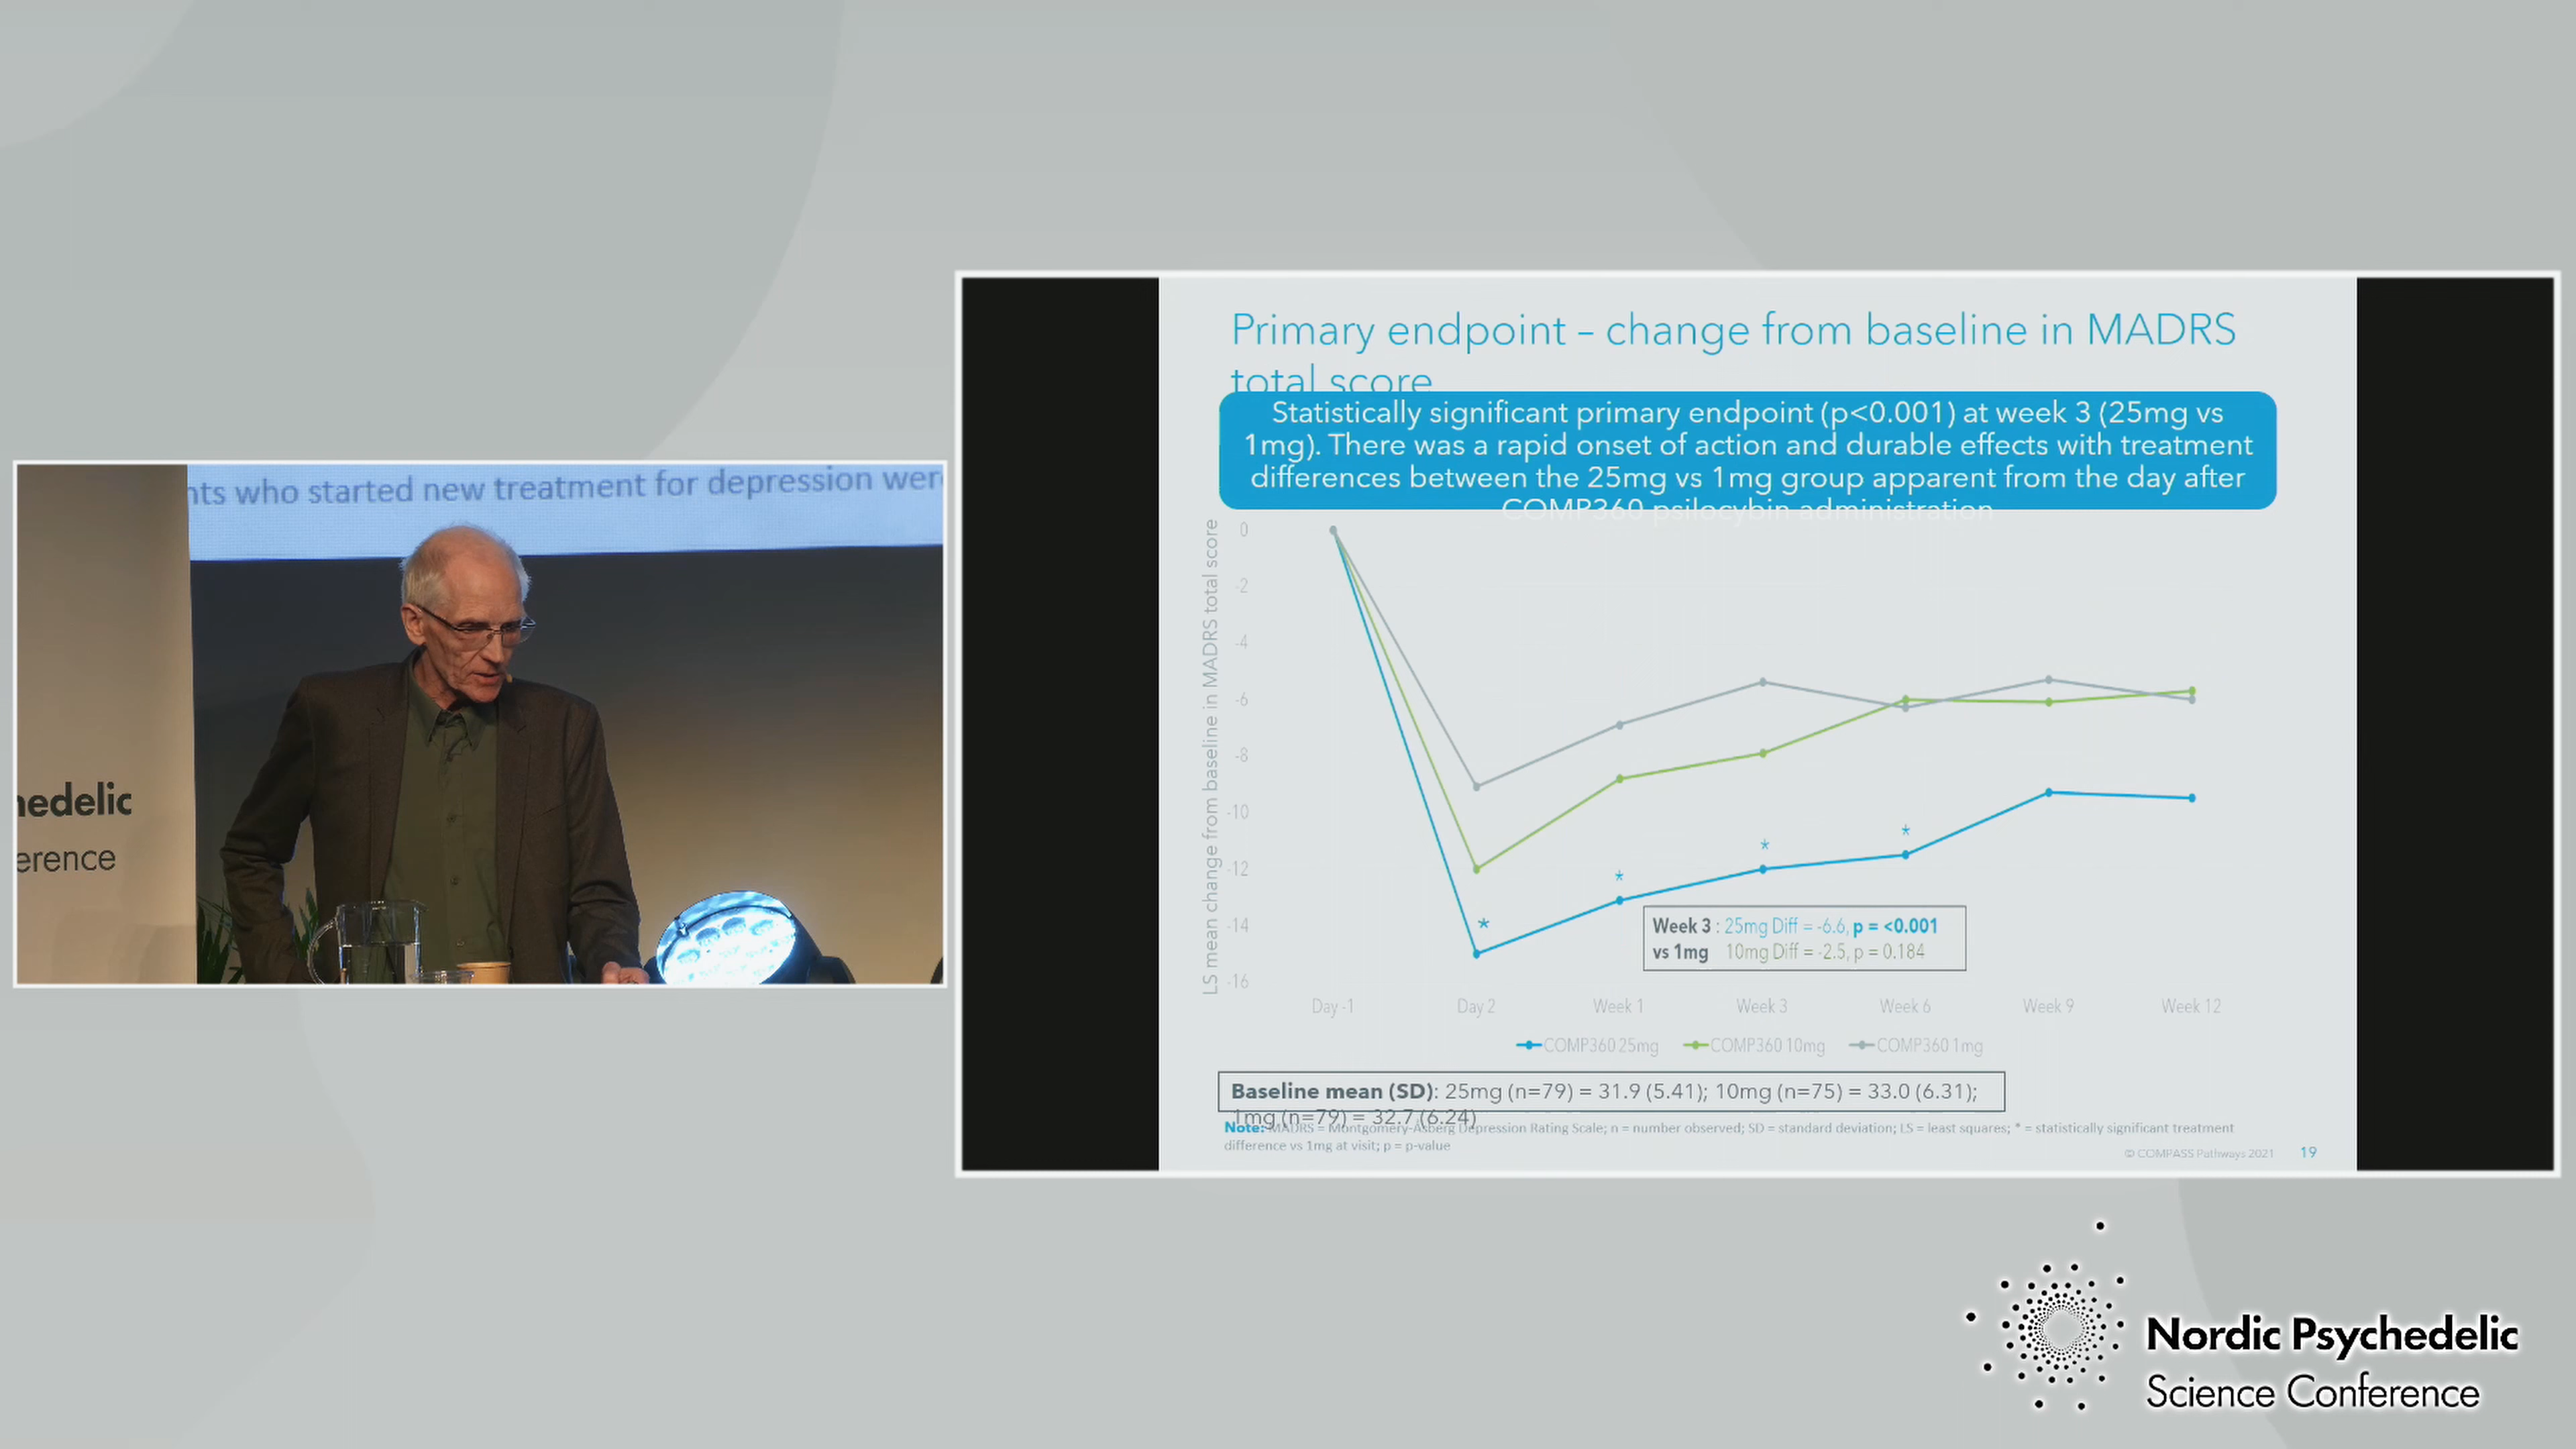 nts who started new treatment for depression wer
hedelic
erence
Primary endpoint – change from baseline in MADRS
total score
Statistically significant primary endpoint (p<0.001) at week 3 (25mg vs
1mg). There was a rapid onset of action and durable effects with treatment
differences between the 25mg vs 1mg group apparent from the day after
COMP360 psilocybin administration
LS mean change from baseline in MADRS total score
0
-2
-4
-6
-8
-10
-12
-14
-16
*
*
*
*
Week 3 : 25mg Diff = -6.6, p = <0.001
vs 1mg 10mg Diff = -2.5, p = 0.184
Day -1 Day 2 Week 1 Week 3 Week 6 Week 9 Week 12
COMP360 25mg COMP360 10mg COMP360 1mg
Baseline mean (SD): 25mg (n=79) = 31.9 (5.41); 10mg (n=75) = 33.0 (6.31);
1mg (n=79) = 32.7 (6.24)
Note: MADRS = Montgomery-Asberg Depression Rating Scale; n = number observed; SD = standard deviation; LS = least squares; * = statistically significant treatment
difference vs 1mg at visit; p = p-value
© COMPASS Pathways 2021 19
Nordic Psychedelic
Science Conference